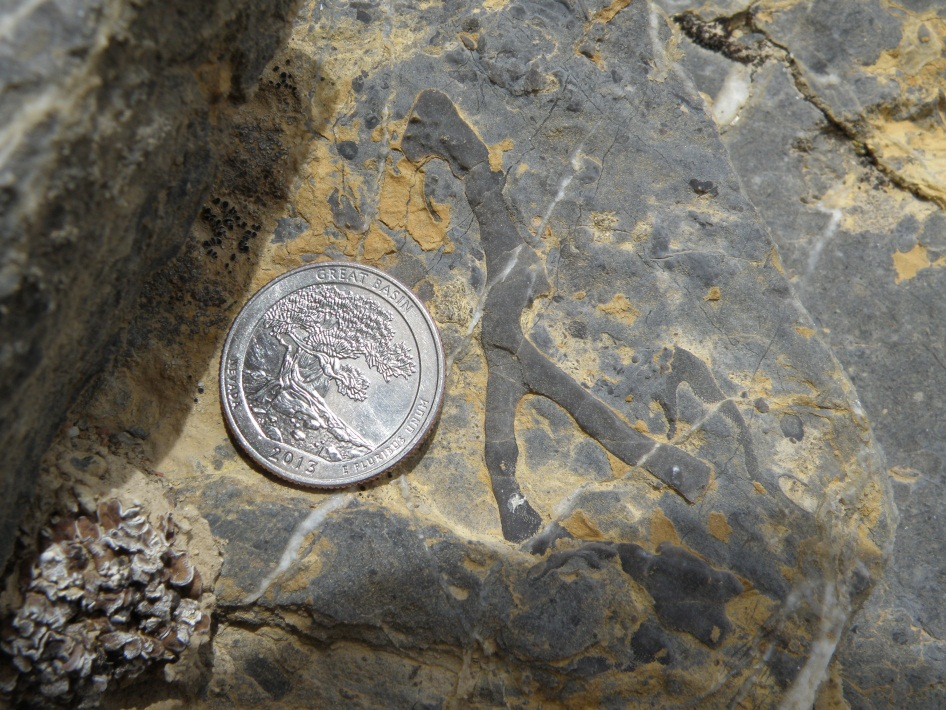 GREAT BASIN
NEVADA
2013
E PLURIBUS UNUM